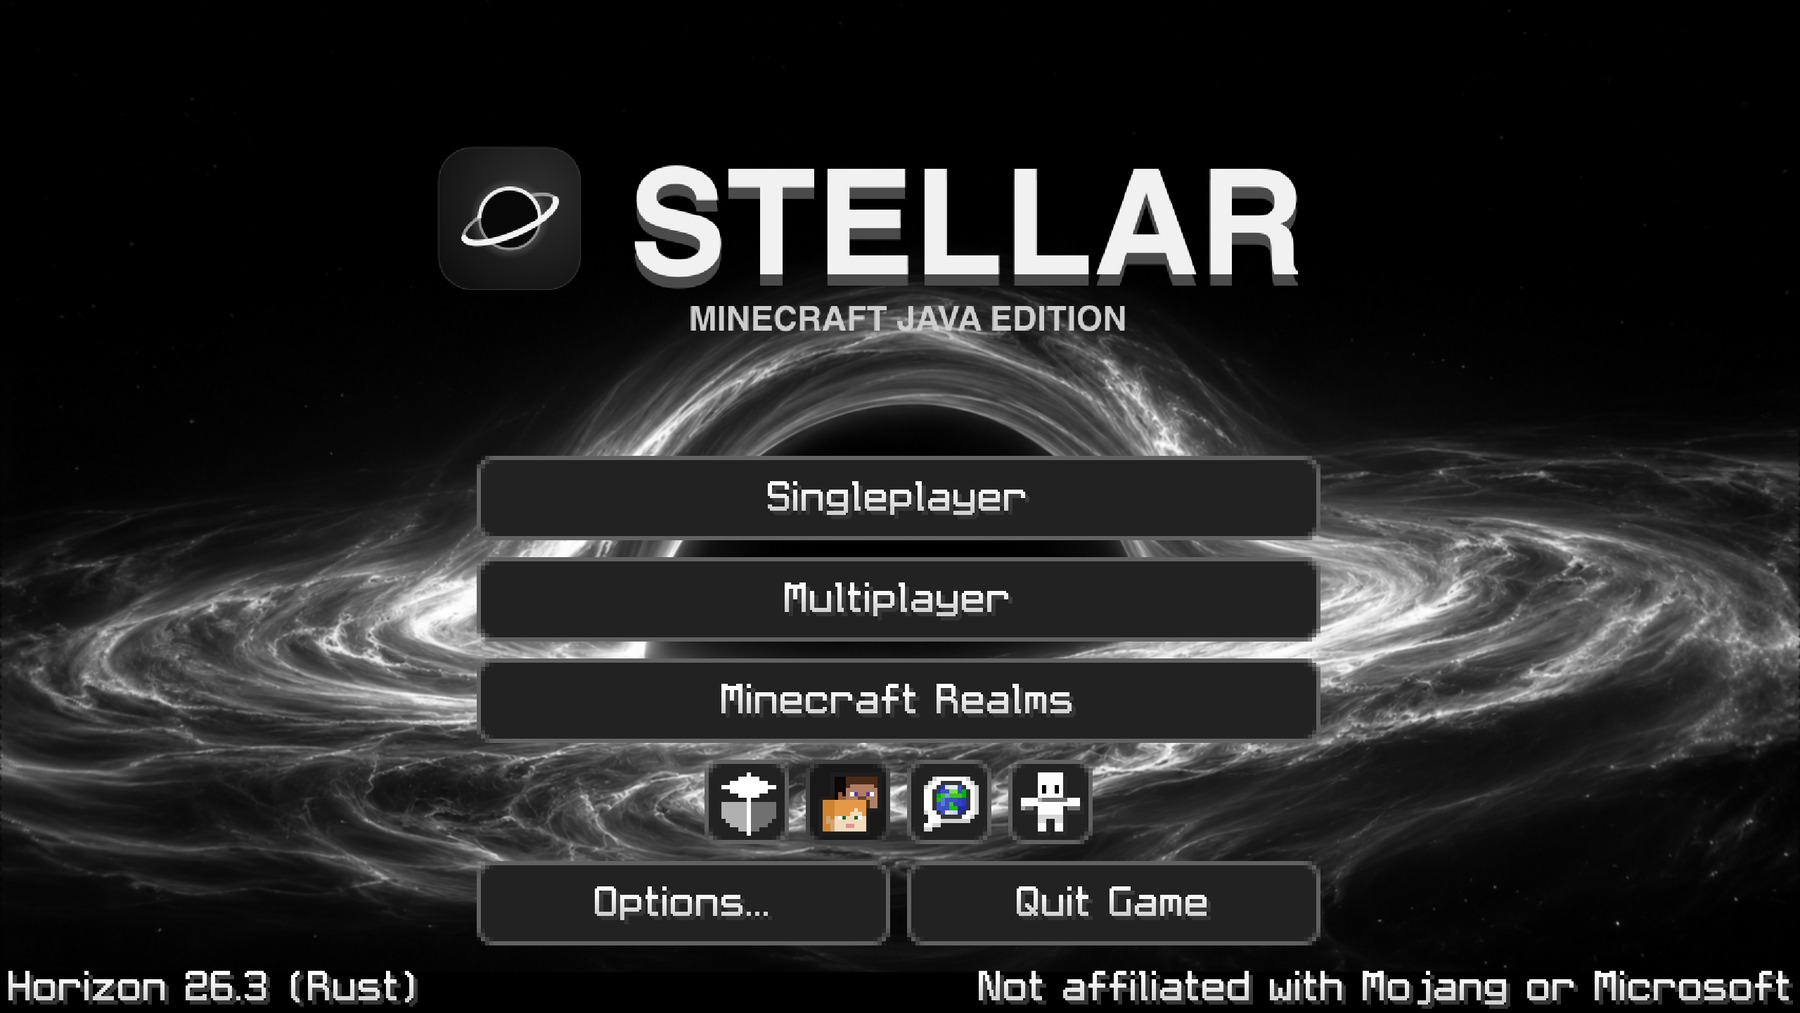 STELLAR
MINECRAFT JAVA EDITION
Singleplayer
Multiplayer
Minecraft Realms
Options...
Quit Game
Horizon 26.3 (Rust)
Not affiliated with Mojang or Microsoft